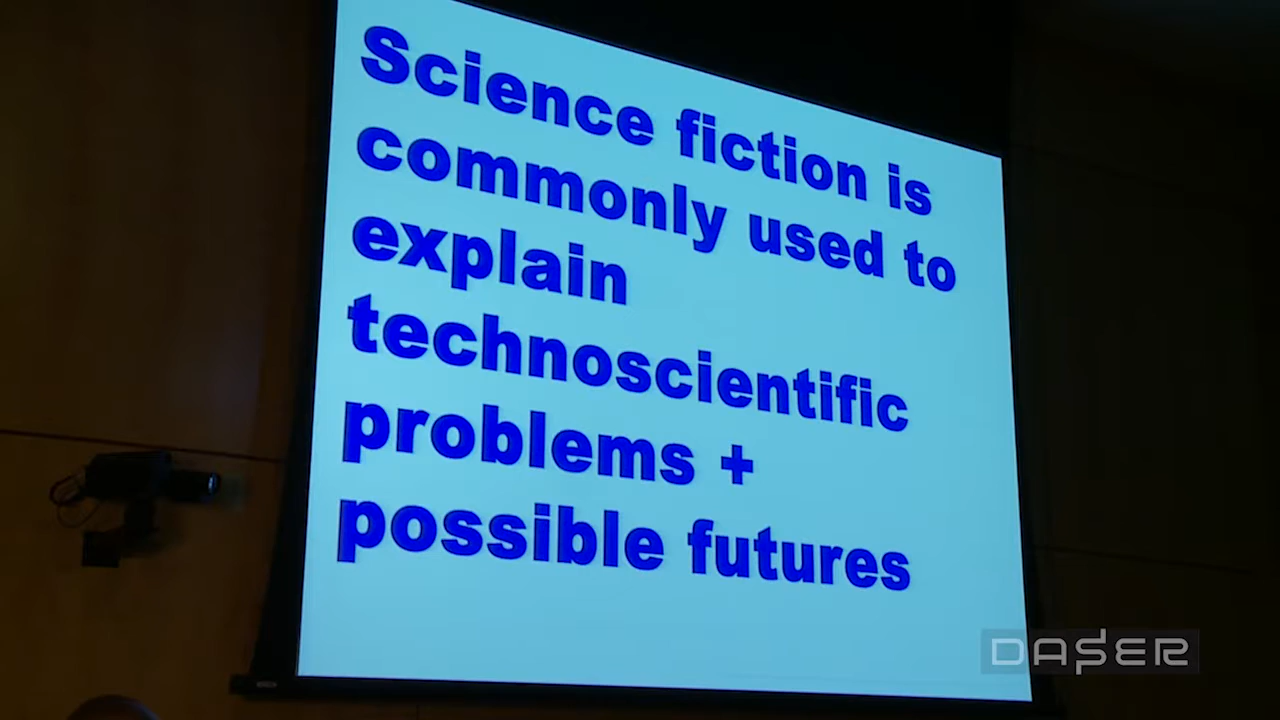 Science fiction is
commonly used to
explain
technoscientific
problems +
possible futures
DASER